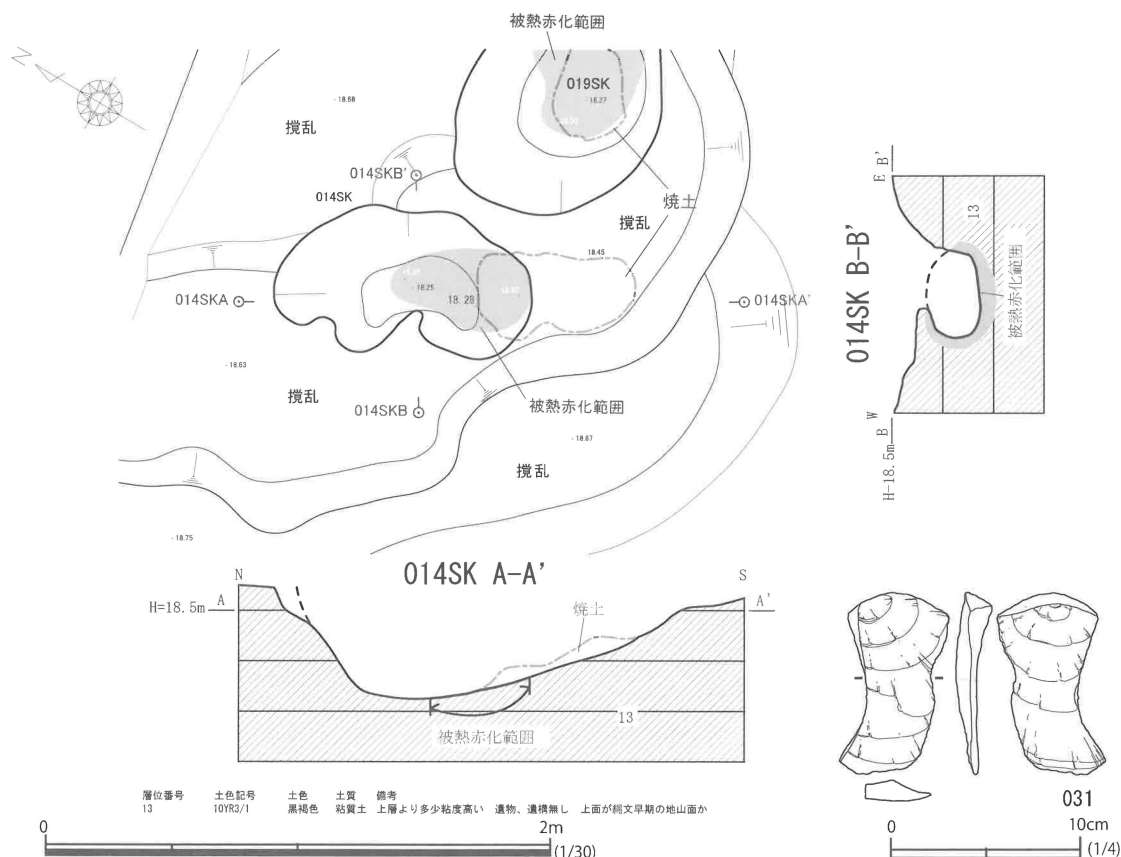 被熱赤化範囲
N
019SK
- 18.27
- 18.68
撹乱
014SKB'
014SK
焼土
撹乱
18.45
014SKA
- 18.25
18.28
014SKA'
- 18.63
撹乱
014SKB
被熱赤化範囲
- 18.67
撹乱
- 18.75
E B'
13
014SK B-B'
被熱赤化範囲
W
H-18.5m B
014SK A-A'
N
S
H=18.5m A
A'
焼土
13
被熱赤化範囲
層位番号 土色記号 土色 土質 備考
13 10YR3/1 黒褐色 粘質土 上層より多少粘度高い 遺物、遺構無し 上面が縄文早期の地山面か
0 2m
(1/30)
031
0 10cm
(1/4)